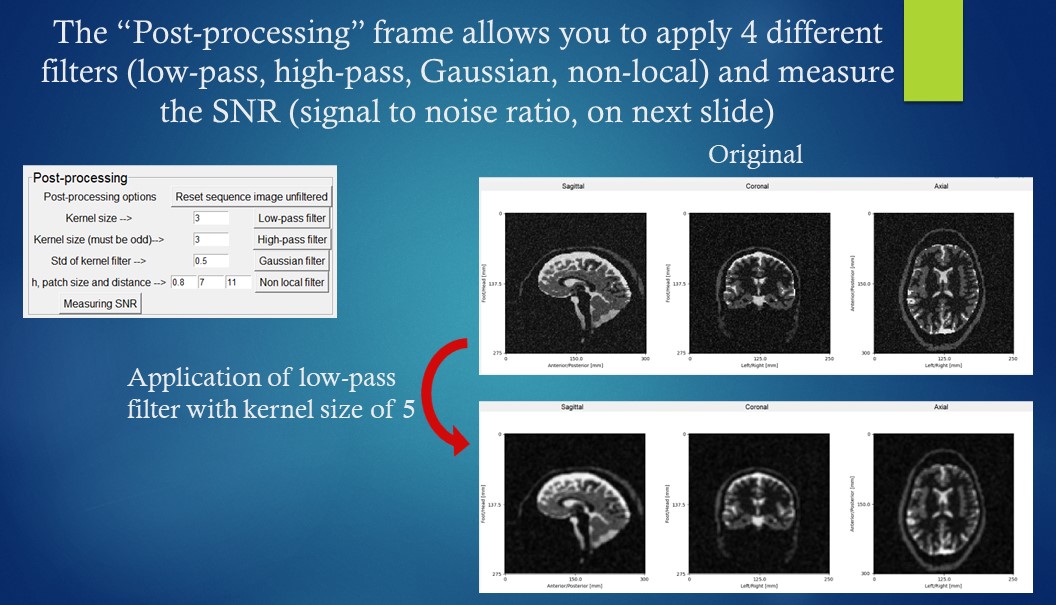 The “Post-processing” frame allows you to apply 4 different
filters (low-pass, high-pass, Gaussian, non-local) and measure
the SNR (signal to noise ratio, on next slide)
Original
Post-processing
Post-processing options Reset sequence image unfiltered
Kernel size --> 3 Low-pass filter
Kernel size (must be odd)--> 3 High-pass filter
Std of kernel filter --> 0.5 Gaussian filter
h, patch size and distance --> 0.8 7 11 Non local filter
Measuring SNR
Sagittal Coronal Axial
0 0 0
Foot/Head [mm] Foot/Head [mm] Anterior/Posterior [mm]
137.5 137.5 150.0
275 275 300
0 150.0 300 0 125.0 250 0 125.0 250
Anterior/Posterior [mm] Left/Right [mm] Left/Right [mm]
Application of low-pass
filter with kernel size of 5
Sagittal Coronal Axial
0 0 0
Foot/Head [mm] Foot/Head [mm] Anterior/Posterior [mm]
137.5 137.5 150.0
275 275 300
0 150.0 300 0 125.0 250 0 125.0 250
Anterior/Posterior [mm] Left/Right [mm] Left/Right [mm]